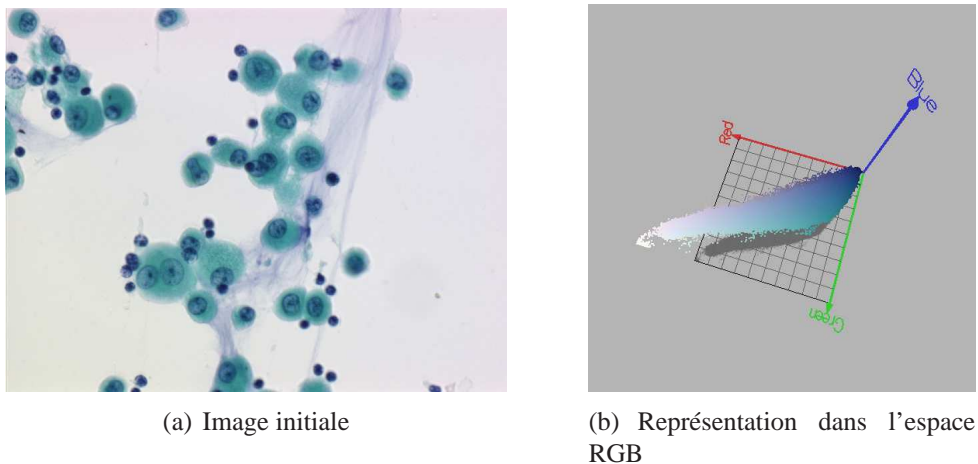 Red
Blue
Green
(a) Image initiale
(b) Représentation dans l'espace
RGB